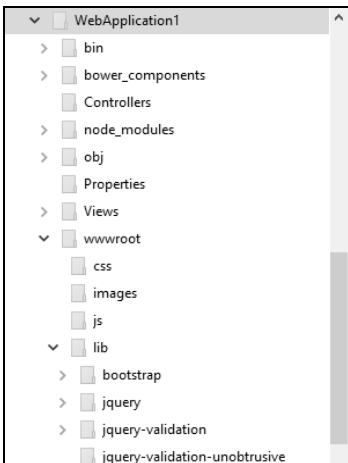 WebApplication1
bin
bower_components
Controllers
node_modules
obj
Properties
Views
wwwroot
css
images
js
lib
bootstrap
jquery
jquery-validation
jquery-validation-unobtrusive